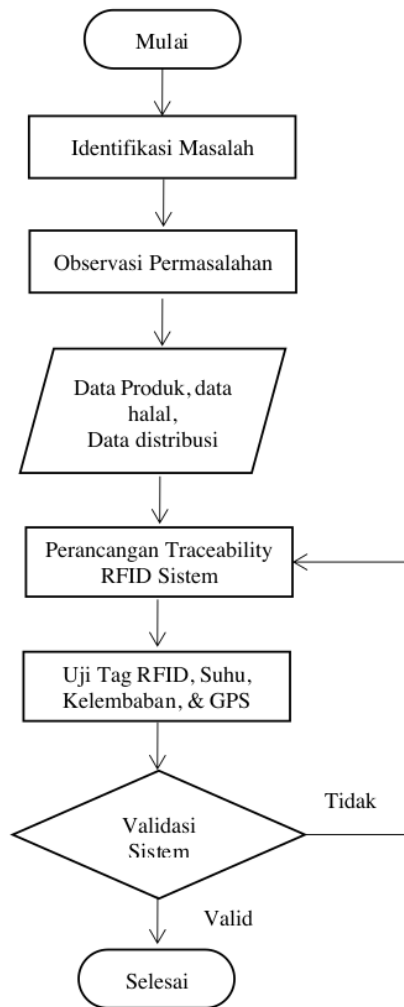 Mulai
Identifikasi Masalah
Observasi Permasalahan
Data Produk, data
halal,
Data distribusi
Perancangan Traceability
RFID Sistem
Uji Tag RFID, Suhu,
Kelembaban, & GPS
Tidak
Validasi
Sistem
Valid
Selesai